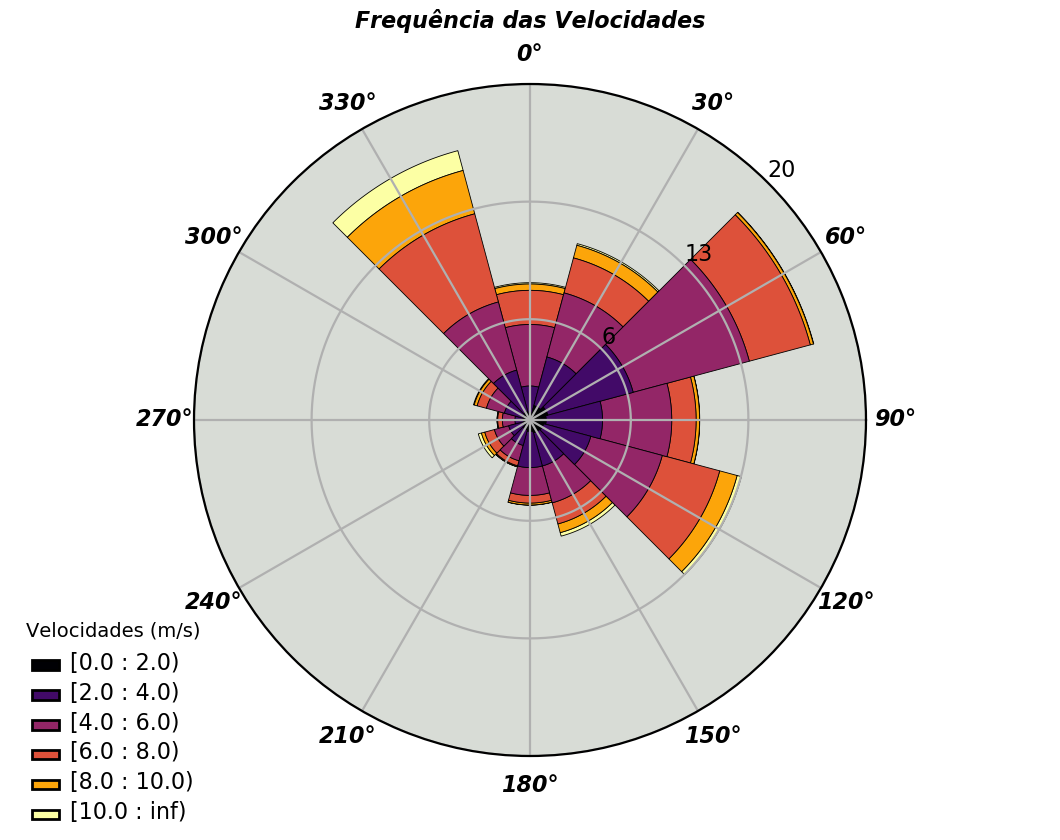 Frequência das Velocidades
0°
330°
30°
20
300°
60°
13
6
270°
90°
240°
120°
210°
150°
180°
Velocidades (m/s)
[0.0 : 2.0)
[2.0 : 4.0)
[4.0 : 6.0)
[6.0 : 8.0)
[8.0 : 10.0)
[10.0 : inf)